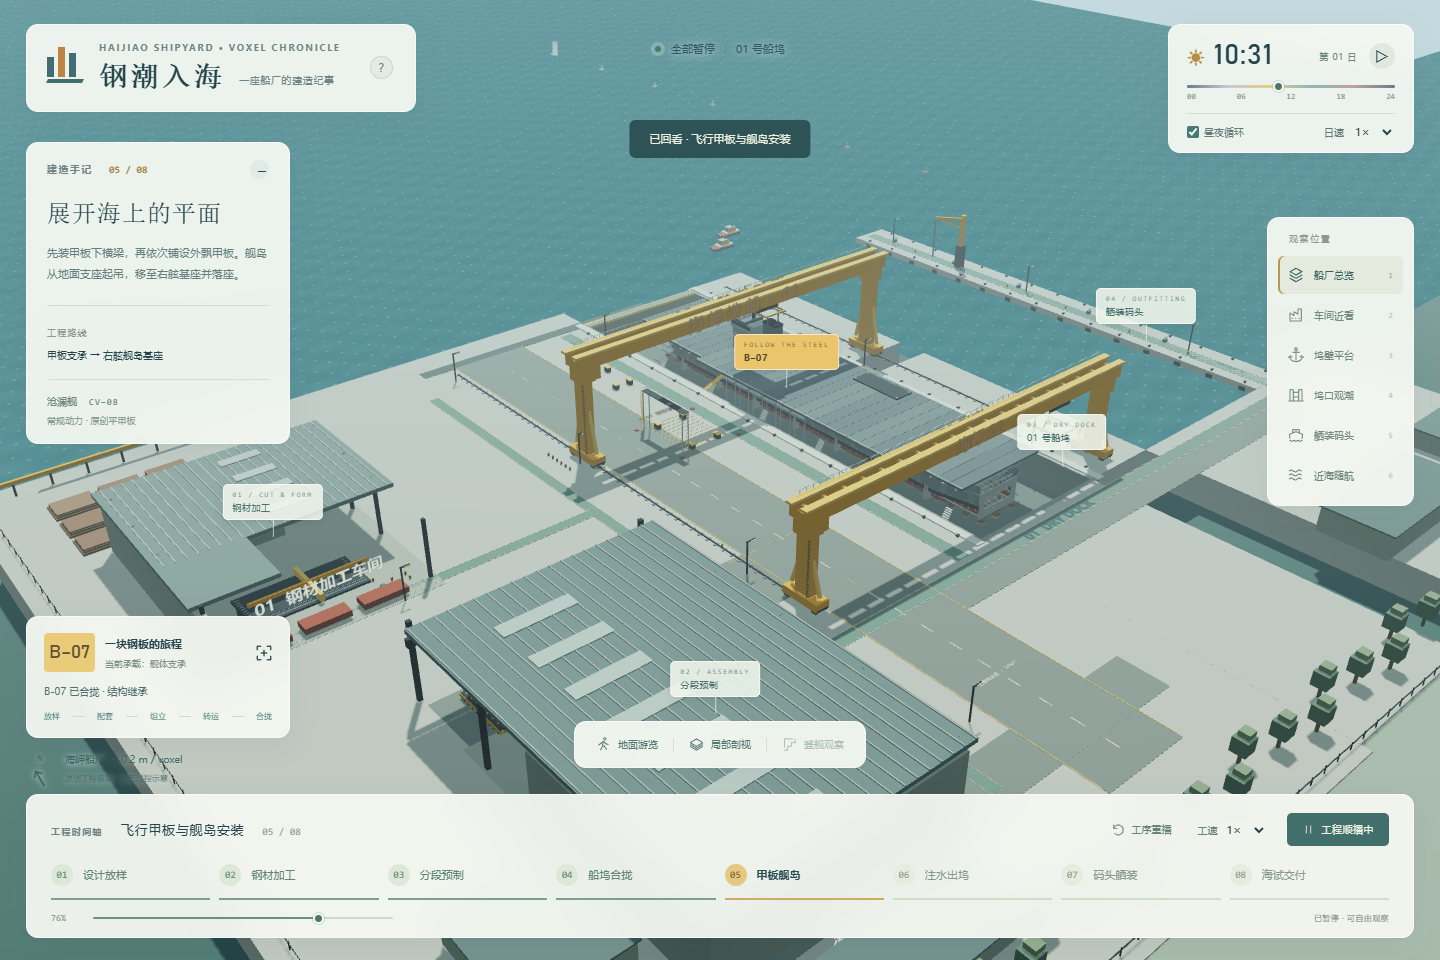 HAIJIAO SHIPYARD • VOXEL CHRONICLE
钢潮入海
一座船厂的建造纪事
?
全部暂停
01 号船坞
10:31
第 01 日
00 06 12 18 24
昼夜循环
日速 1×
已回看 · 飞行甲板与舰岛安装
建造手记 05 / 08
展开海上的平面
先装甲板下横梁，再依次铺设外飘甲板。舰岛
从地面支座起吊，移至右舷基座并落座。
工程路线
甲板支承 → 右舷舰岛基座
沧澜舰 CV-08
常规动力 · 原创平甲板
观察位置
船厂总览 1
车间近看 2
坞壁平台 3
坞口观潮 4
舾装码头 5
近海随航 6
04 / OUTFITTING
舾装码头
FOLLOW THE STEEL
B-07
03 / DRY DOCK
01 号船坞
01 / CUT & FORM
钢材加工
01 钢材加工车间
02 / ASSEMBLY
分段预制
B-07
一块钢板的旅程
当前承载：舰体支承
B-07 已合拢 · 结构继承
放样 配套 组立 转运 合拢
N
0.2 m / voxel
地面游览
局部剖视
登舰观察
工程时间轴
飞行甲板与舰岛安装
05 / 08
工序重播
工速 1×
工程顺播中
01 设计放样
02 钢材加工
03 分段预制
04 船坞合拢
05 甲板舰岛
06 注水出坞
07 码头舾装
08 海试交付
76%
已暂停 · 可自由观察